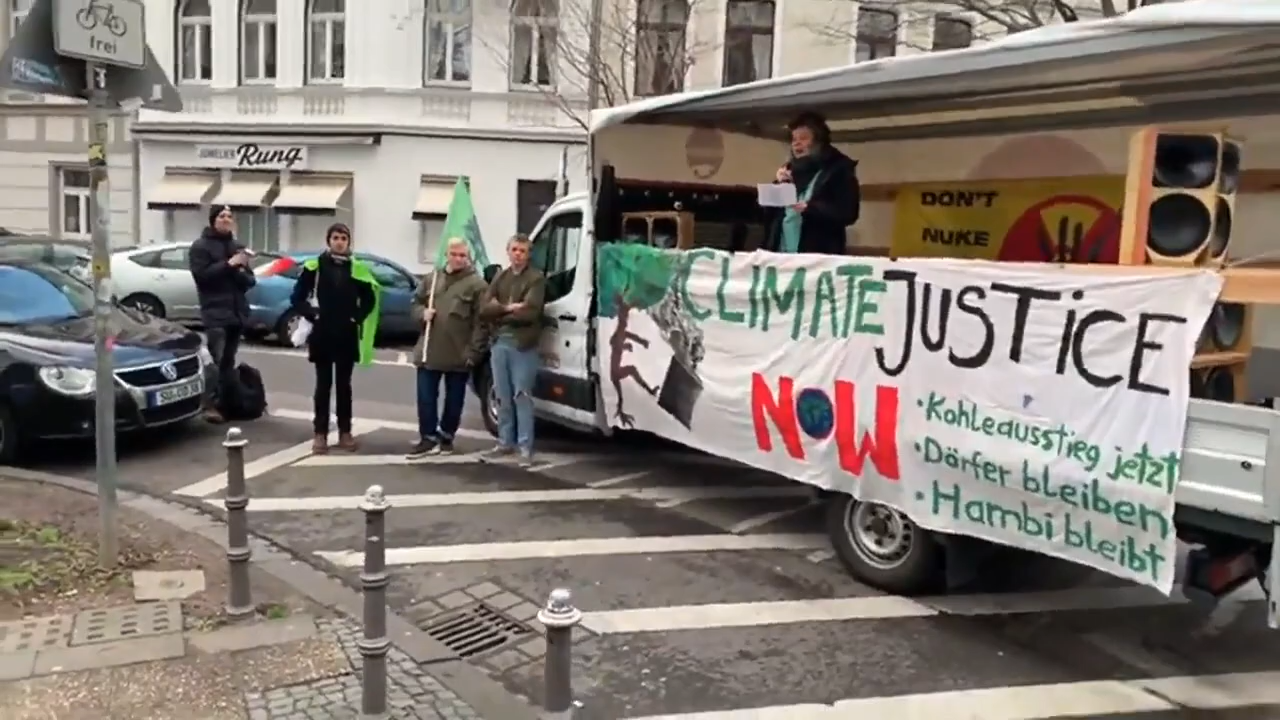 frei
JUWELIER Rung
DON'T
NUKE
CLIMATE JUSTICE
NOW
• Kohleausstieg jetzt
• Dörfer bleiben
• Hambi bleibt